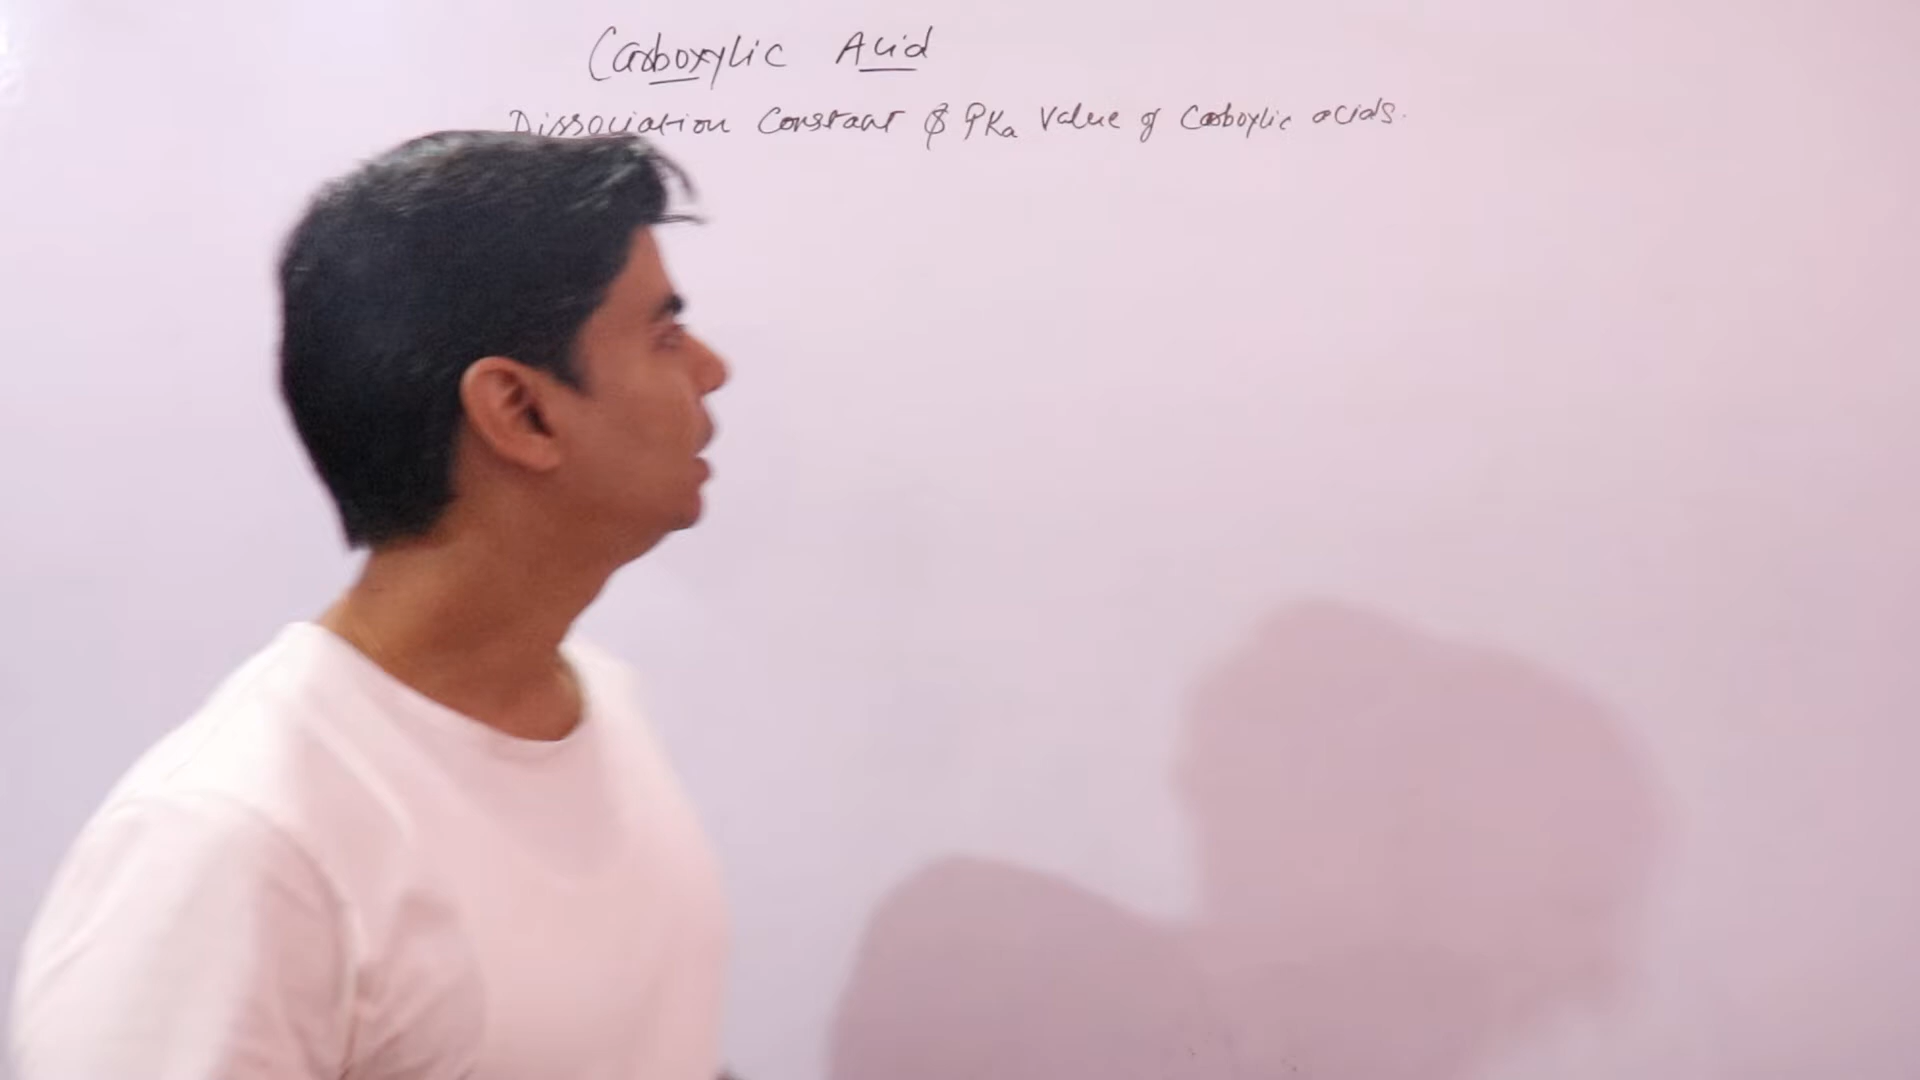 Carboxylic Acid
Dissociation Constant & PKa Value of Carboxylic acids.